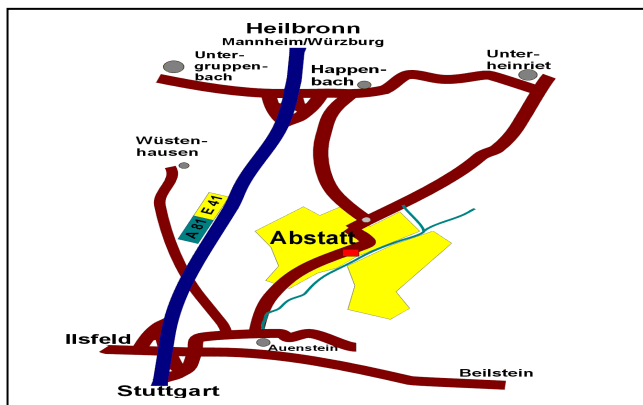 Heilbronn
Mannheim/Würzburg
Unter-
gruppen-
bach
Happen-
bach
Unter-
heinriet
Wüsten-
hausen
A 81
E 41
Abstatt
Ilsfeld
Auenstein
Beilstein
Stuttgart